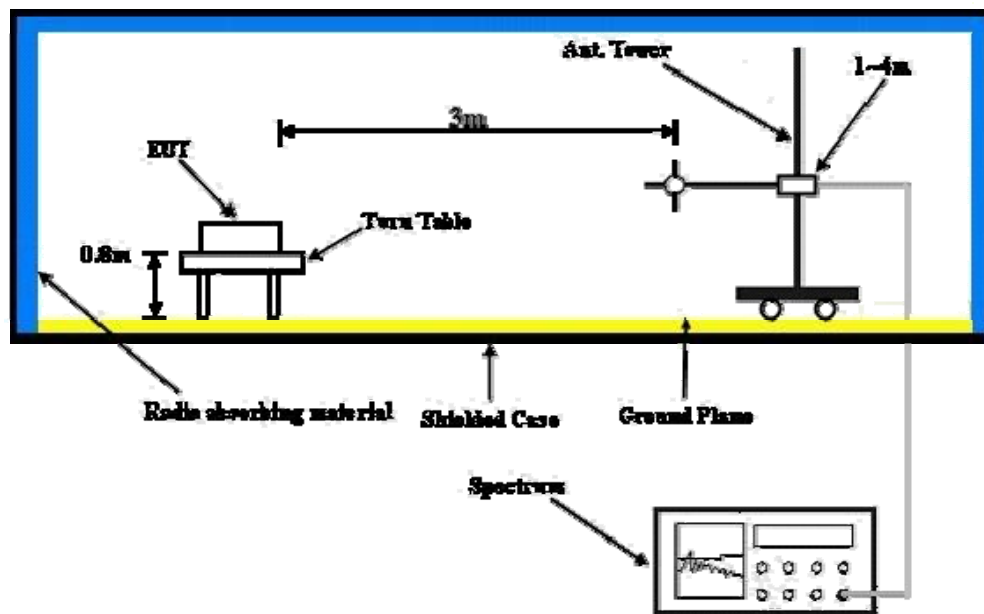 Ant. Tower
1~4m
3m
EUT
Turn Table
0.8m
Radio absorbing material
Shielded Case
Ground Plane
Spectrum